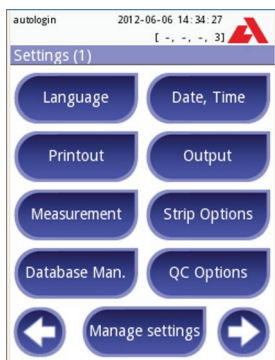 autologin 2012-06-06 14:34:27
[ -, -, -, 3]
Settings (1)
Language Date, Time
Printout Output
Measurement Strip Options
Database Man. QC Options
Manage settings